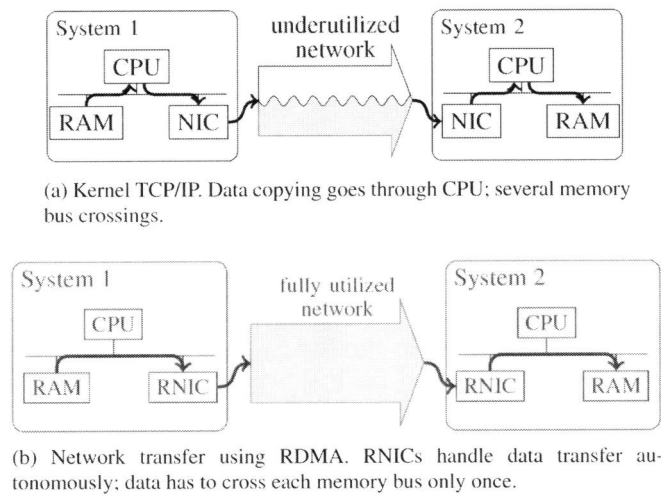 System 1
underutilized
network
System 2
CPU
CPU
RAM
NIC
NIC
RAM
(a) Kernel TCP/IP. Data copying goes through CPU; several memory
bus crossings.
System 1
fully utilized
network
System 2
CPU
CPU
RAM
RNIC
RNIC
RAM
(b) Network transfer using RDMA. RNICs handle data transfer au-
tonomously; data has to cross each memory bus only once.